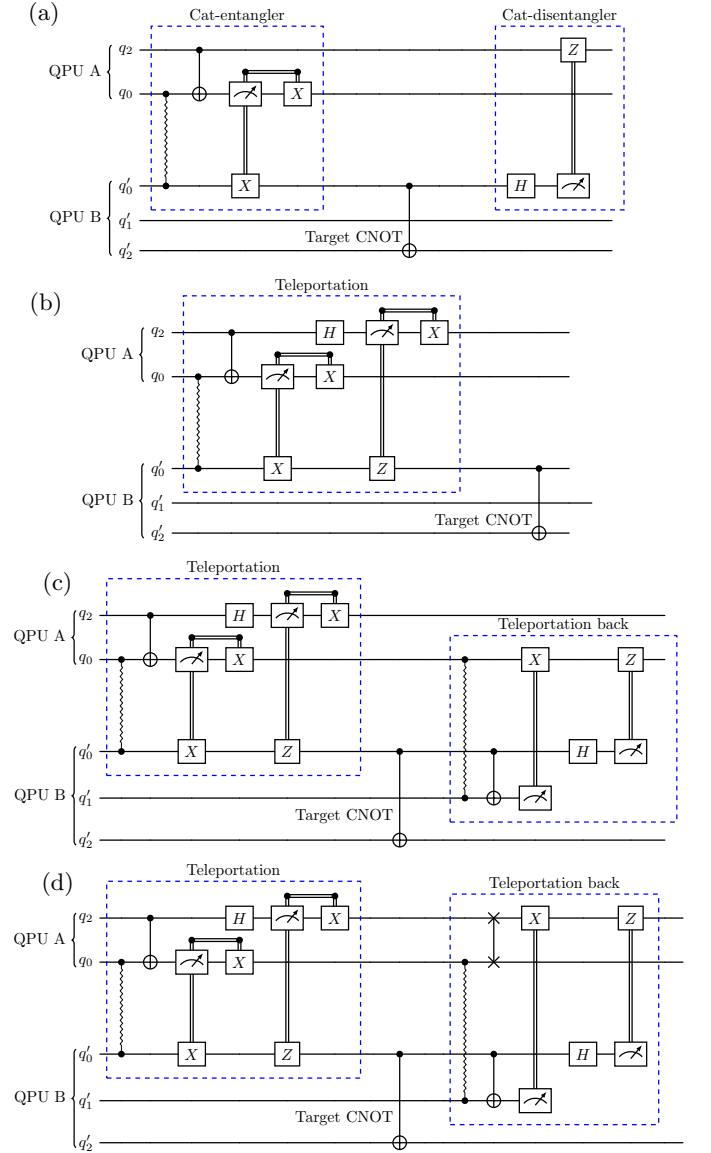 (a)
Cat-entangler Cat-disentangler
QPU A
q₂ Z
q₀ X
QPU B
q′₀ X H
q′₁
Target CNOT
q′₂
(b)
Teleportation
QPU A
q₂ H X
q₀ X
QPU B
q′₀ X Z
q′₁
Target CNOT
q′₂
(c)
Teleportation
QPU A
q₂ H X
Teleportation back
q₀ X X Z
QPU B
q′₀ X Z H
q′₁
Target CNOT
q′₂
(d)
Teleportation Teleportation back
QPU A
q₂ H X X Z
q₀ X
QPU B
q′₀ X Z H
q′₁
Target CNOT
q′₂